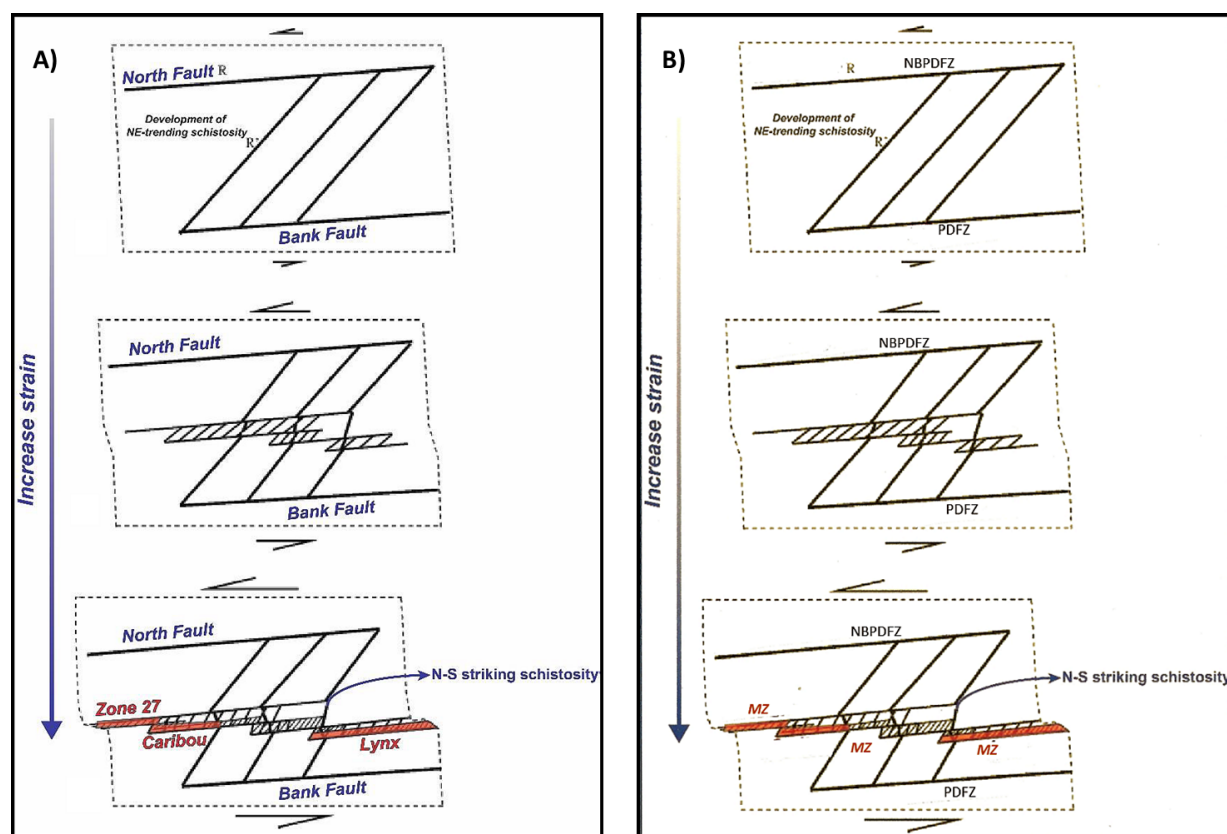 A)
North Fault R
Development of
NE-trending schistosity
R'
Bank Fault
Increase strain
North Fault
Bank Fault
North Fault
N-S striking schistosity
Zone 27
Caribou
Lynx
Bank Fault
B)
R
NBPDFZ
Development of
NE-trending schistosity
R'
PDFZ
Increase strain
NBPDFZ
PDFZ
NBPDFZ
N-S striking schistosity
MZ
MZ
MZ
PDFZ